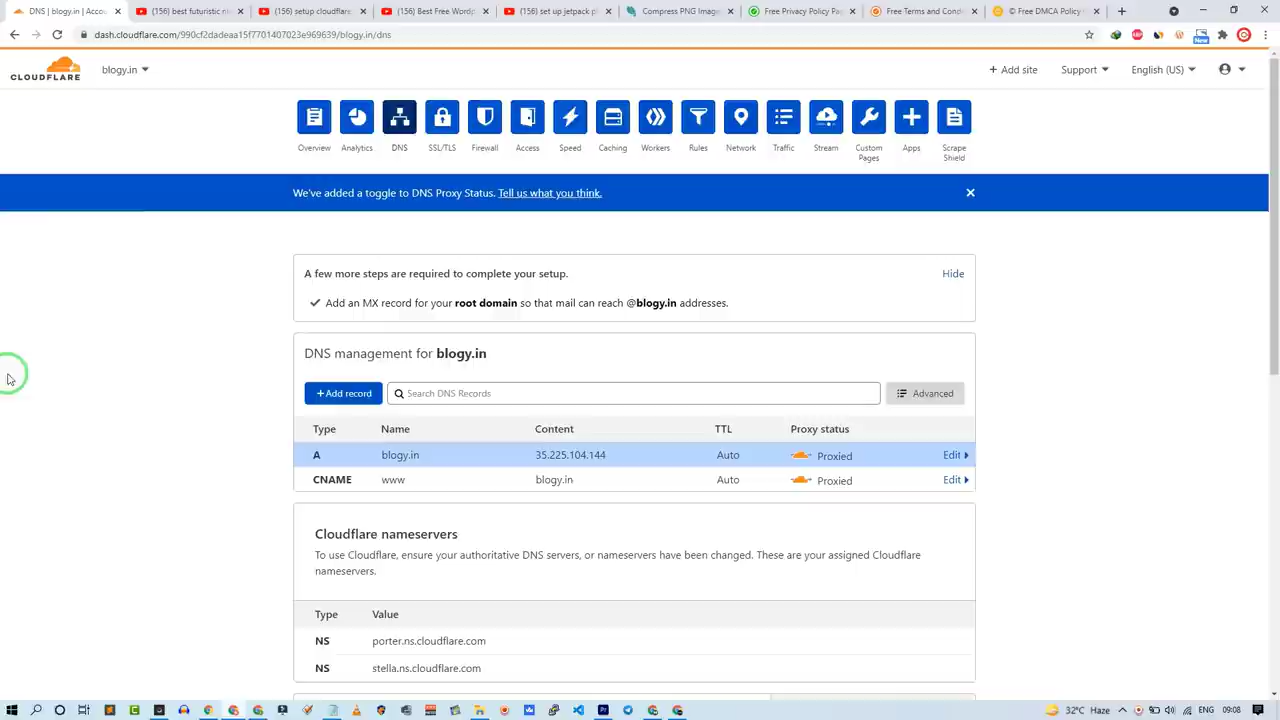 DNS | blogy.in | Accou
(156) best futuristic ni
(156) setup cloudflare
(156) Best Free Wordp
(156) set up jetpack pl
Compress PNG Image
Free Privacy Policy Pag
Free Terms and Cond
© Free DMCA Policy
dash.cloudflare.com/990cf2dadeaa15f7701407023e969639/blogy.in/dns
New
CLOUDFLARE
blogy.in
+ Add site
Support
English (US)
Overview
Analytics
DNS
SSL/TLS
Firewall
Access
Speed
Caching
Workers
Rules
Network
Traffic
Stream
Custom Pages
Apps
Scrape Shield
We've added a toggle to DNS Proxy Status. Tell us what you think.
A few more steps are required to complete your setup.
Hide
Add an MX record for your root domain so that mail can reach @blogy.in addresses.
DNS management for blogy.in
+Add record
Search DNS Records
Advanced
Type Name Content TTL Proxy status
A blogy.in 35.225.104.144 Auto Proxied Edit
CNAME www blogy.in Auto Proxied Edit
Cloudflare nameservers
To use Cloudflare, ensure your authoritative DNS servers, or nameservers have been changed. These are your assigned Cloudflare
nameservers.
Type Value
NS porter.ns.cloudflare.com
NS stella.ns.cloudflare.com
32°C Haze
ENG
09:08